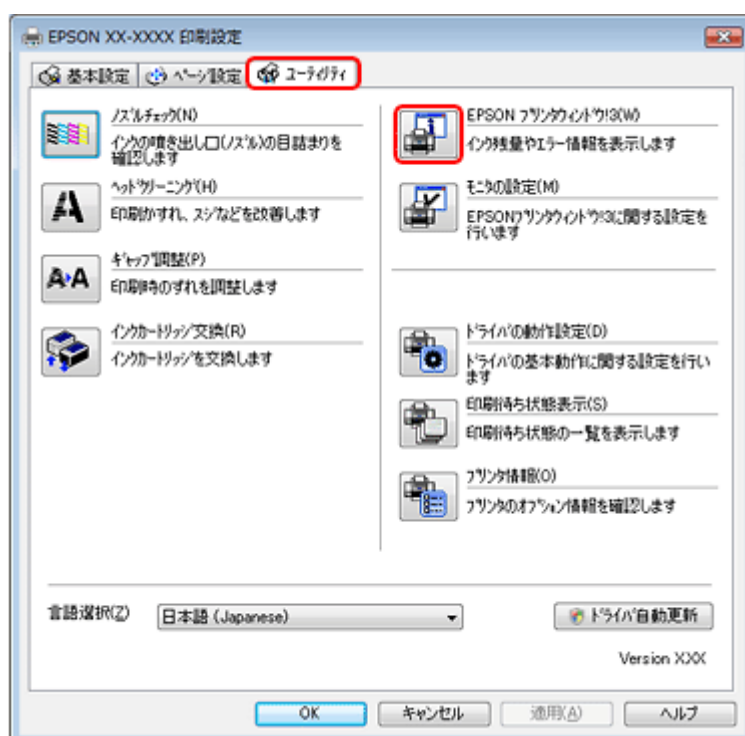 EPSON XX-XXXX 印刷設定
基本設定 ページ設定 ユーティリティ
ノズルチェック(N)
インクの噴き出し口(ノズル)の目詰まりを
確認します
ヘッドクリーニング(H)
印刷かすれ、スジなどを改善します
ギャップ調整(P)
印刷時のずれを調整します
インクカートリッジ交換(R)
インクカートリッジを交換します
EPSON プリンタウィンドウ!3(W)
インク残量やエラー情報を表示します
モニタの設定(M)
EPSONプリンタウィンドウ!3に関する設定を
行います
ドライバの動作設定(D)
ドライバの基本動作に関する設定を行い
ます
印刷待ち状態表示(S)
印刷待ち状態の一覧を表示します
プリンタ情報(O)
プリンタのオプション情報を確認します
言語選択(Z) 日本語 (Japanese) ドライバ自動更新
Version X.XX
OK キャンセル 適用(A) ヘルプ